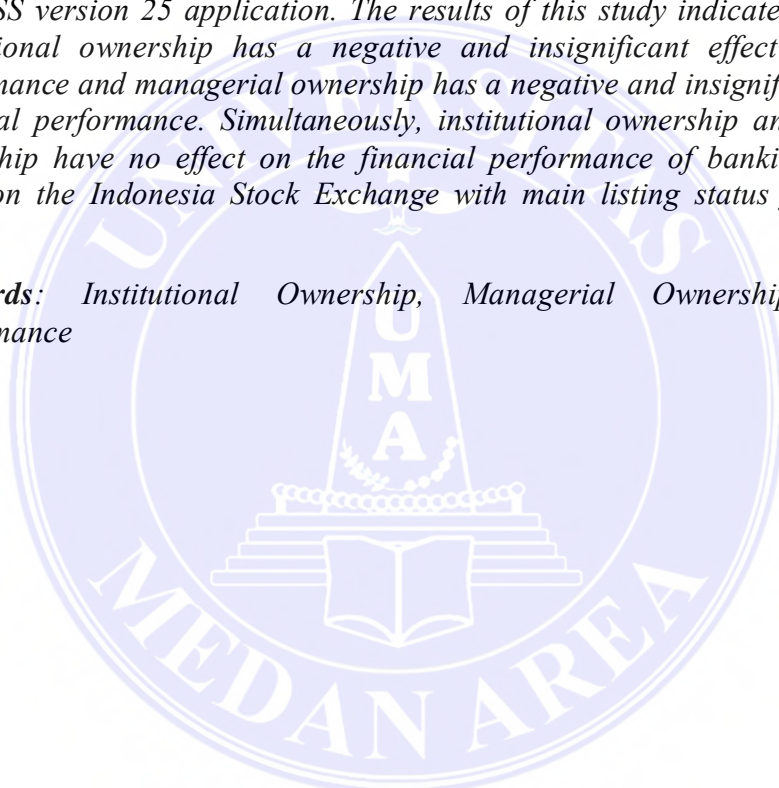 SS version 25 application. The results of this study indicate
ional ownership has a negative and insignificant effect
nance and managerial ownership has a negative and insignif
al performance. Simultaneously, institutional ownership an
hip have no effect on the financial performance of banki
on the Indonesia Stock Exchange with main listing status
rds: Institutional Ownership, Managerial Ownership
nance
UNIVERSITAS
UMA
MEDAN AREA